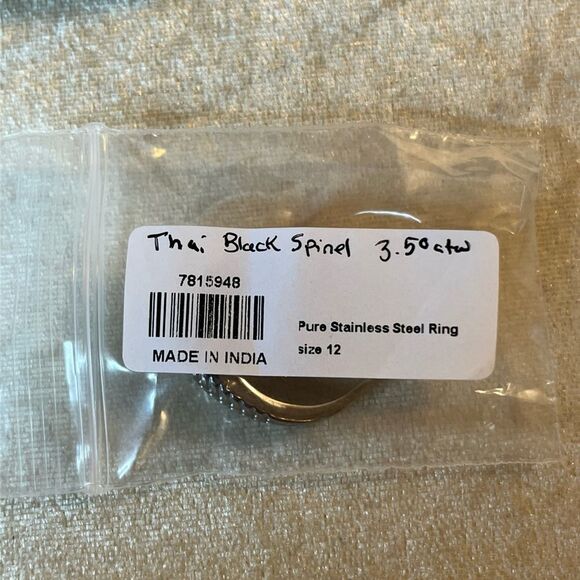 Thai Black Spinel 3.50ctw
7815948
MADE IN INDIA
Pure Stainless Steel Ring
size 12